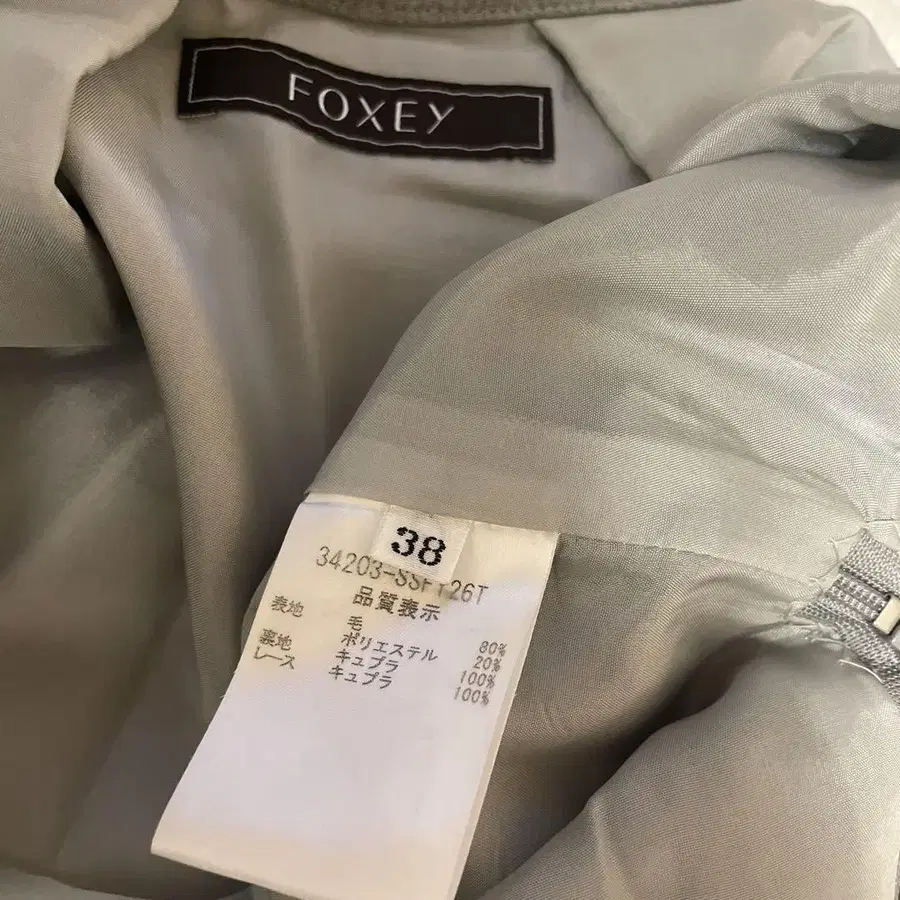 FOXEY
38
34203-SSF126T
品質表示
表地 毛 80%
ポリエステル 20%
裏地 キュプラ 100%
レース キュプラ 100%